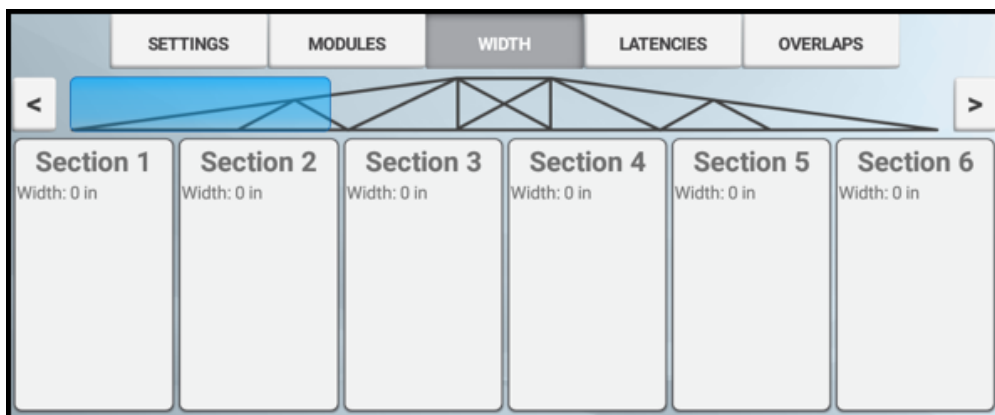 SETTINGS MODULES WIDTH LATENCIES OVERLAPS
< >
Section 1 Section 2 Section 3 Section 4 Section 5 Section 6
Width: 0 in Width: 0 in Width: 0 in Width: 0 in Width: 0 in Width: 0 in